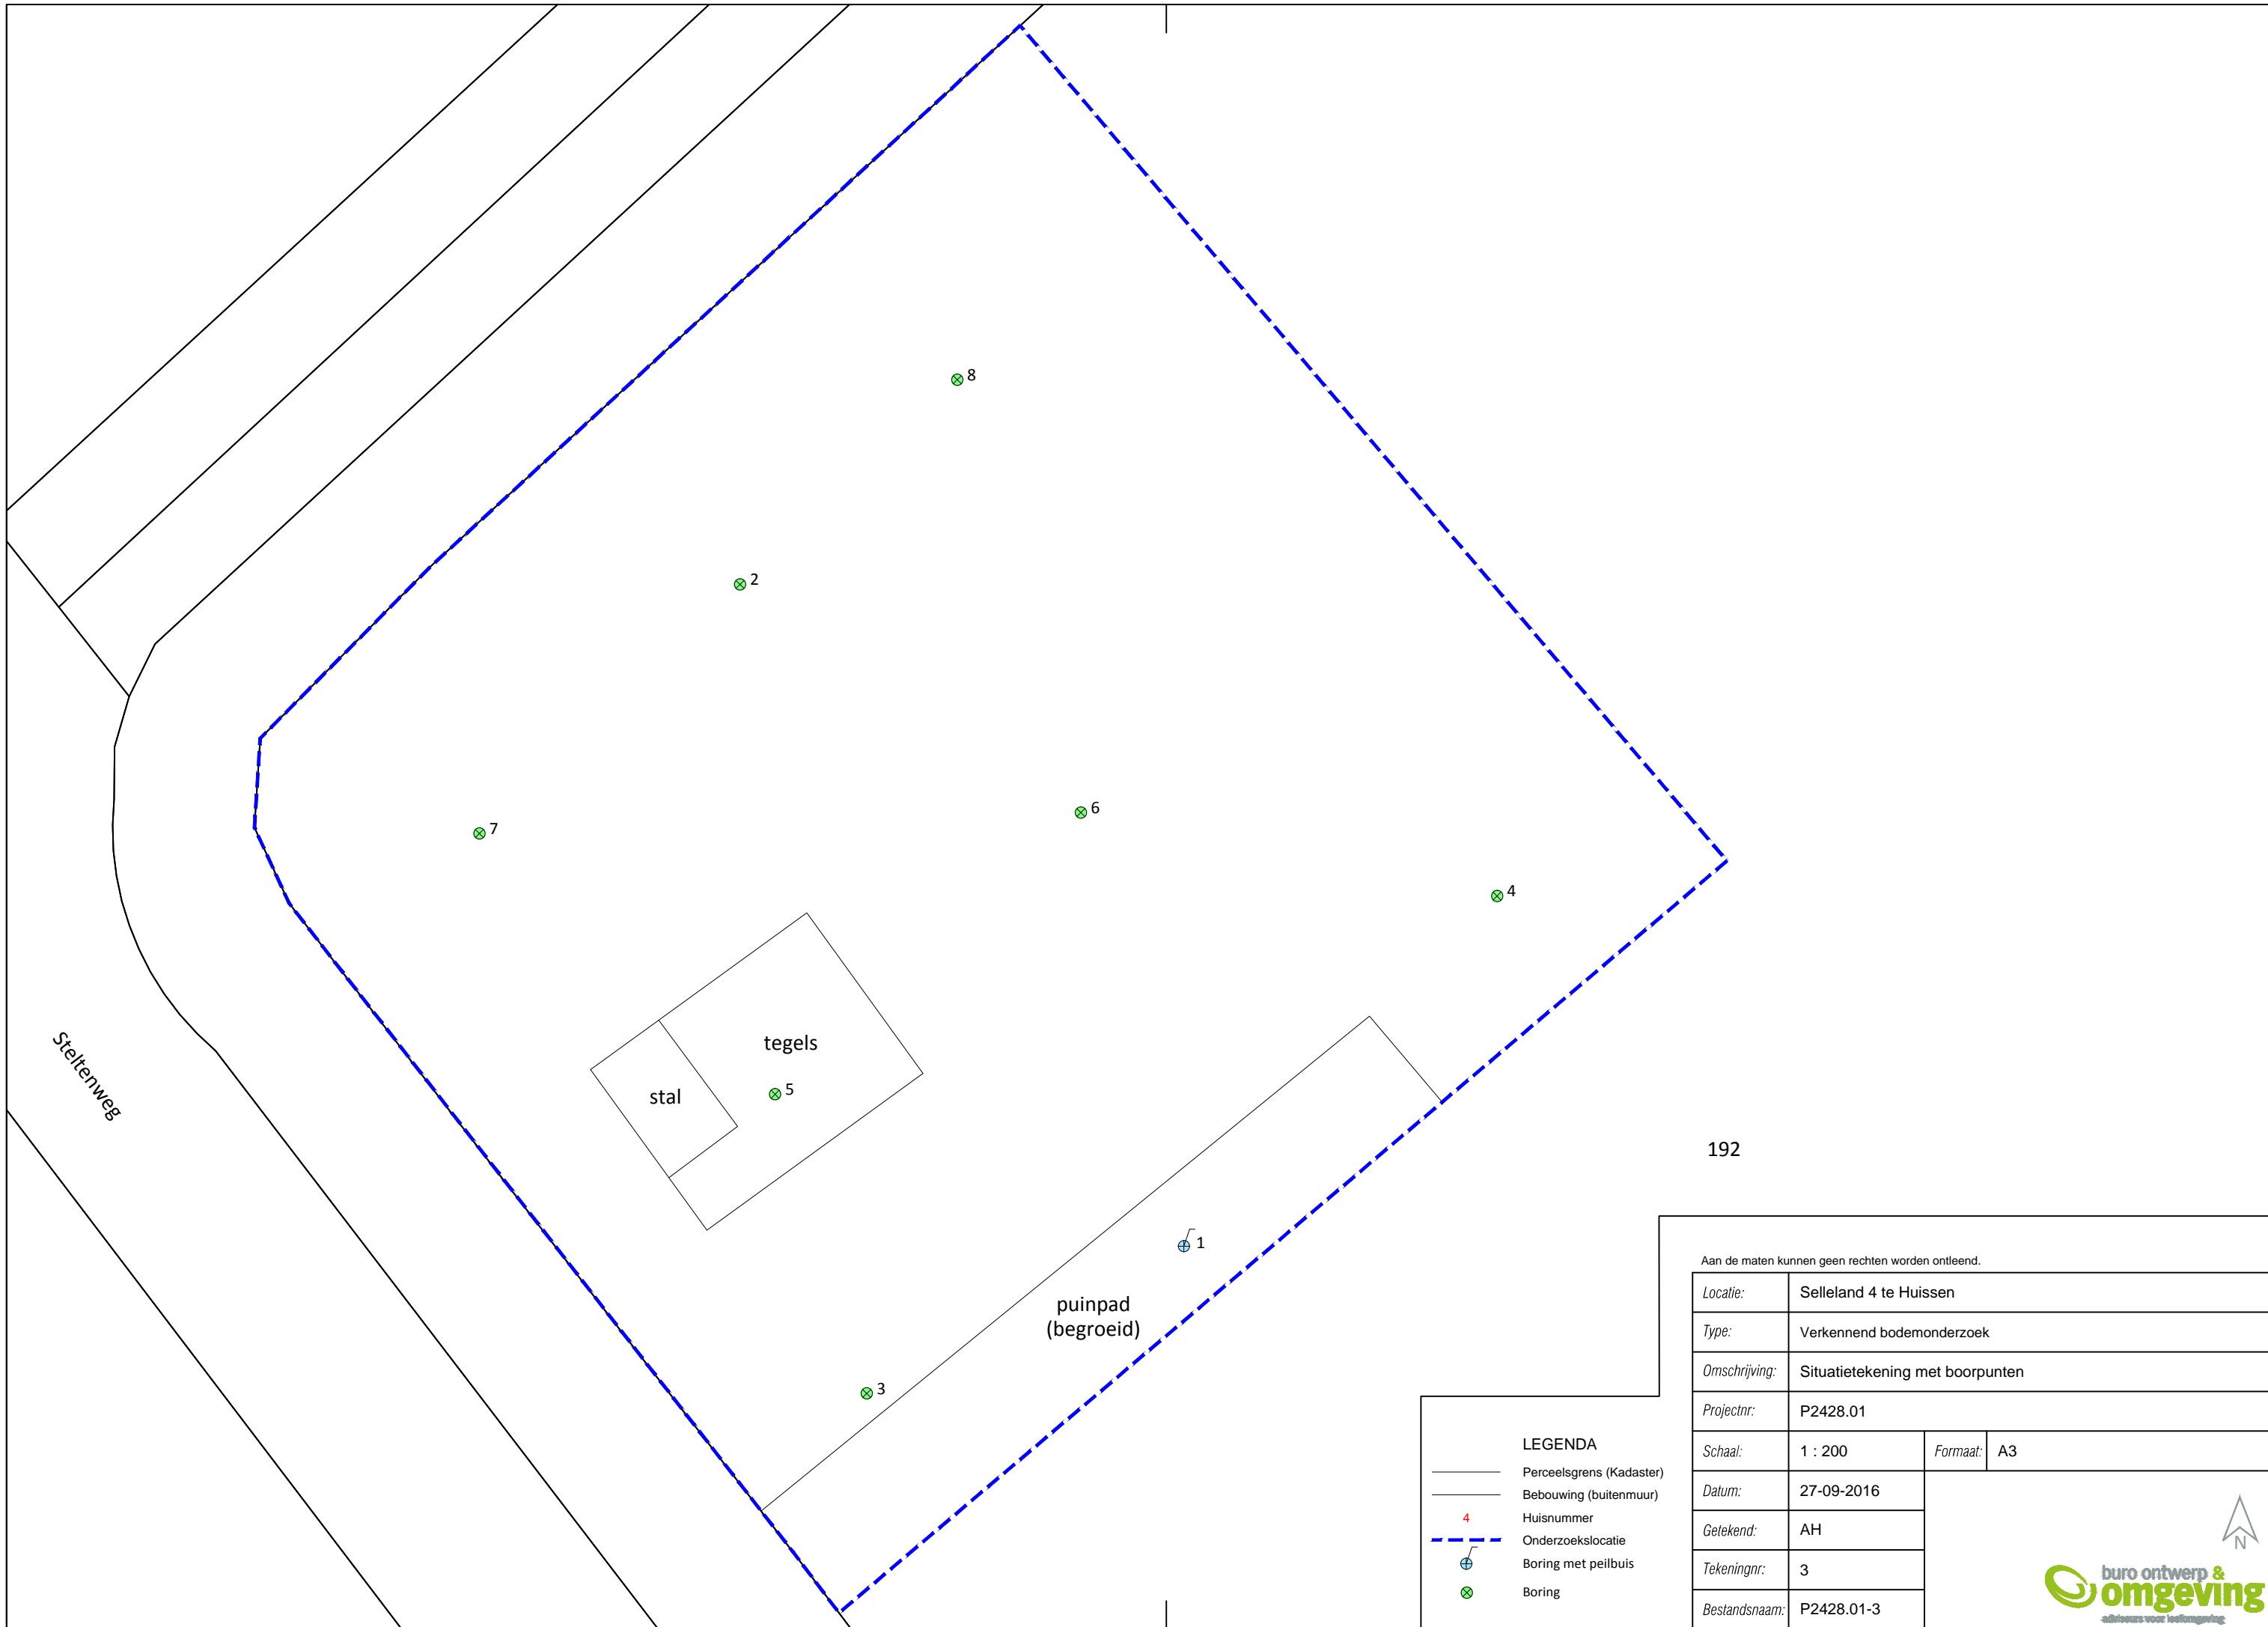 8
2
6
7
4
tegels
stal
5
Steltenweg
192
1
puinpad
(begroeid)
3
LEGENDA
Perceelsgrens (Kadaster)
Bebouwing (buitenmuur)
4 Huisnummer
Onderzoekslocatie
Boring met peilbuis
Boring
Aan de maten kunnen geen rechten worden ontleend.
Locatie: Selleland 4 te Huissen
Type: Verkennend bodemonderzoek
Omschrijving: Situatietekening met boorpunten
Projectnr: P2428.01
Schaal: 1 : 200 Formaat: A3
Datum: 27-09-2016
Getekend: AH
Tekeningnr: 3
Bestandsnaam: P2428.01-3
N
buro ontwerp &
omgeving
adviseurs voor leefomgeving